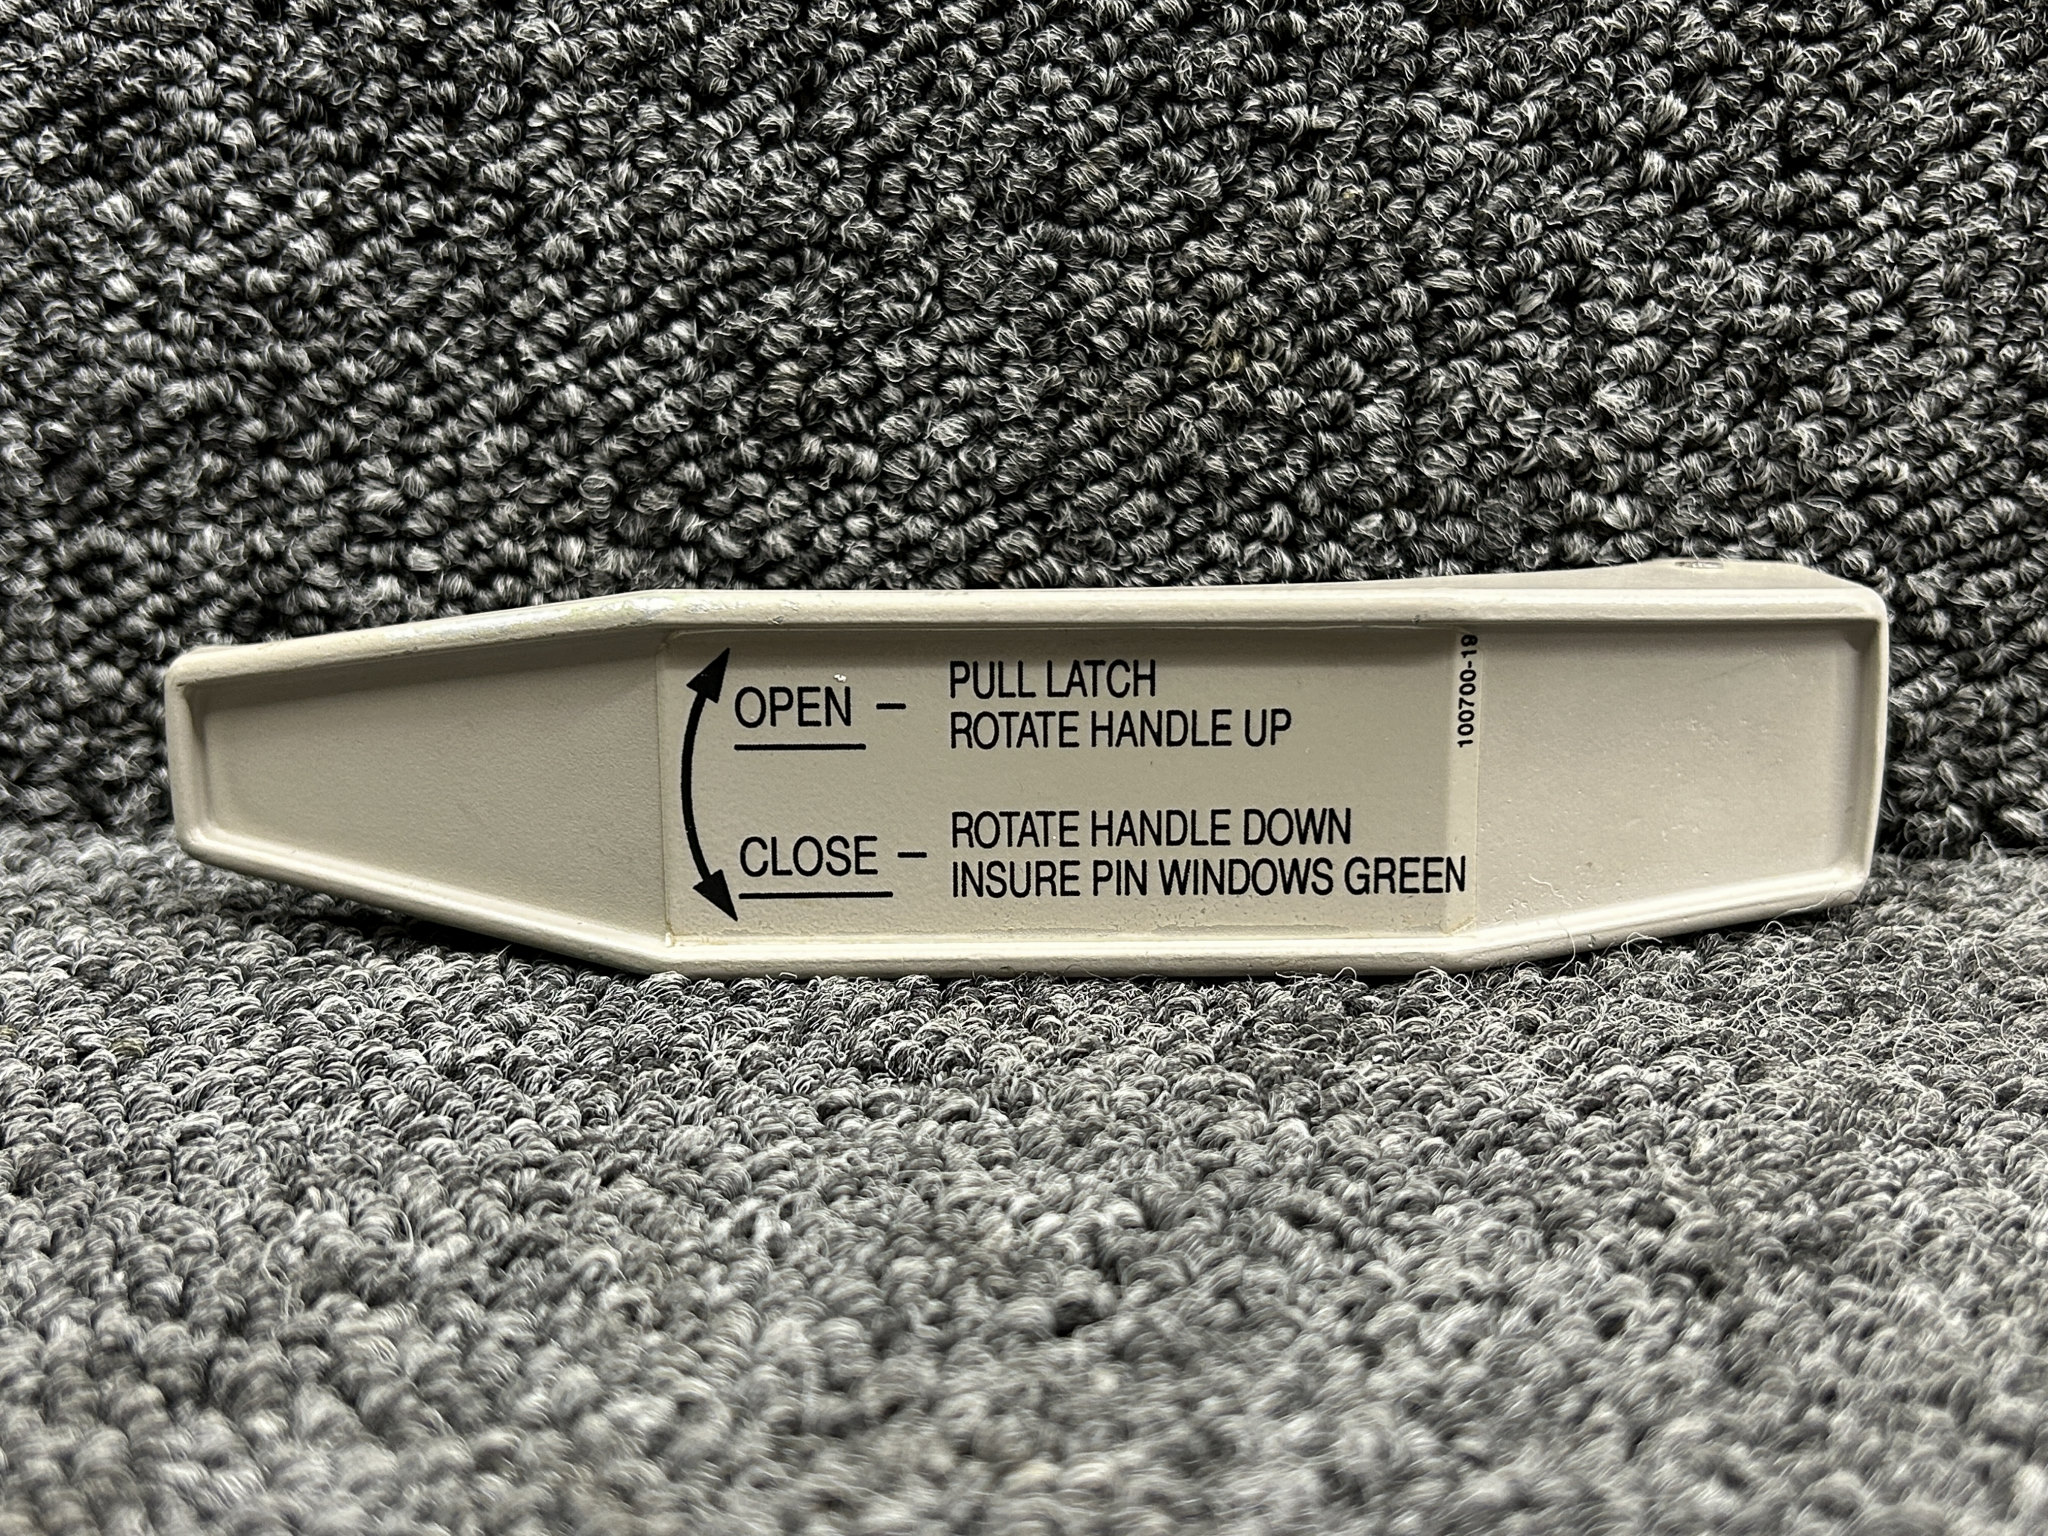 OPEN – PULL LATCH
ROTATE HANDLE UP
CLOSE – ROTATE HANDLE DOWN
INSURE PIN WINDOWS GREEN
100700-19